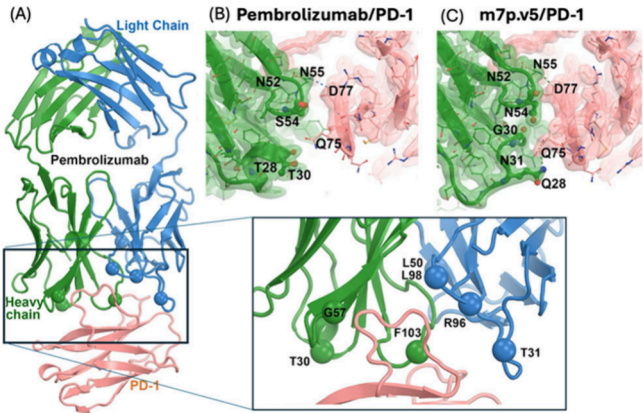 (A)
Light Chain
Pembrolizumab
Heavy
chain
PD-1
(B) Pembrolizumab/PD-1
N55
N52
D77
S54
Q75
T28
T30
(C) m7p.v5/PD-1
N55
N52
D77
N54
G30
N31
Q75
Q28
L50
L98
G57
R96
F103
T30
T31